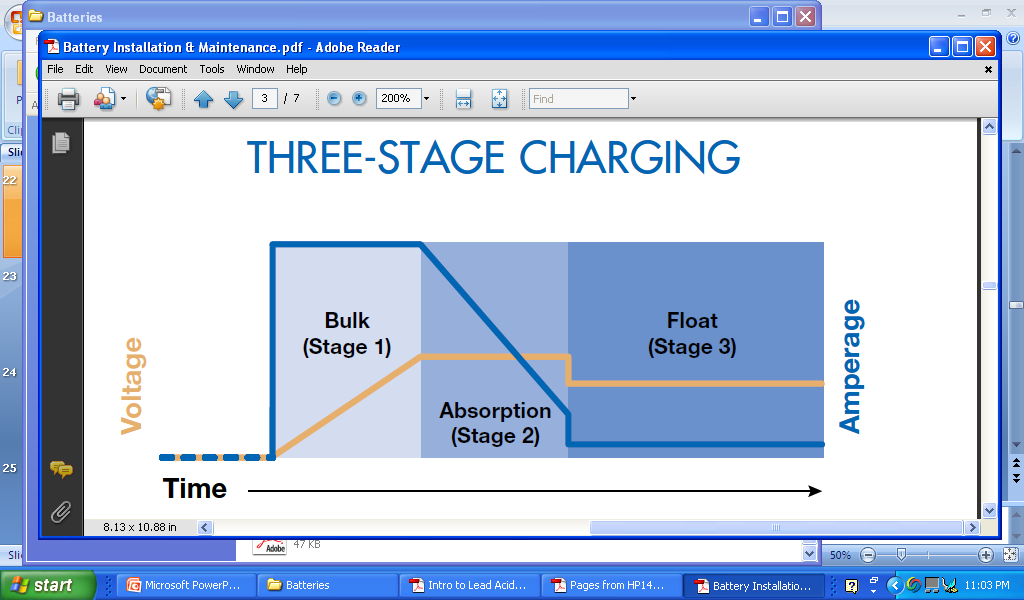 Batteries
Battery Installation & Maintenance.pdf - Adobe Reader
File Edit View Document Tools Window Help
3 / 7 200% Find
THREE-STAGE CHARGING
Bulk
(Stage 1)
Float
(Stage 3)
Absorption
(Stage 2)
Voltage
Amperage
Time
8.13 x 10.88 in
22
23
24
25
Adobe 47 KB
50%
start Microsoft PowerP... Batteries Intro to Lead Acid... Pages from HP14... Battery Installatio... 11:03 PM